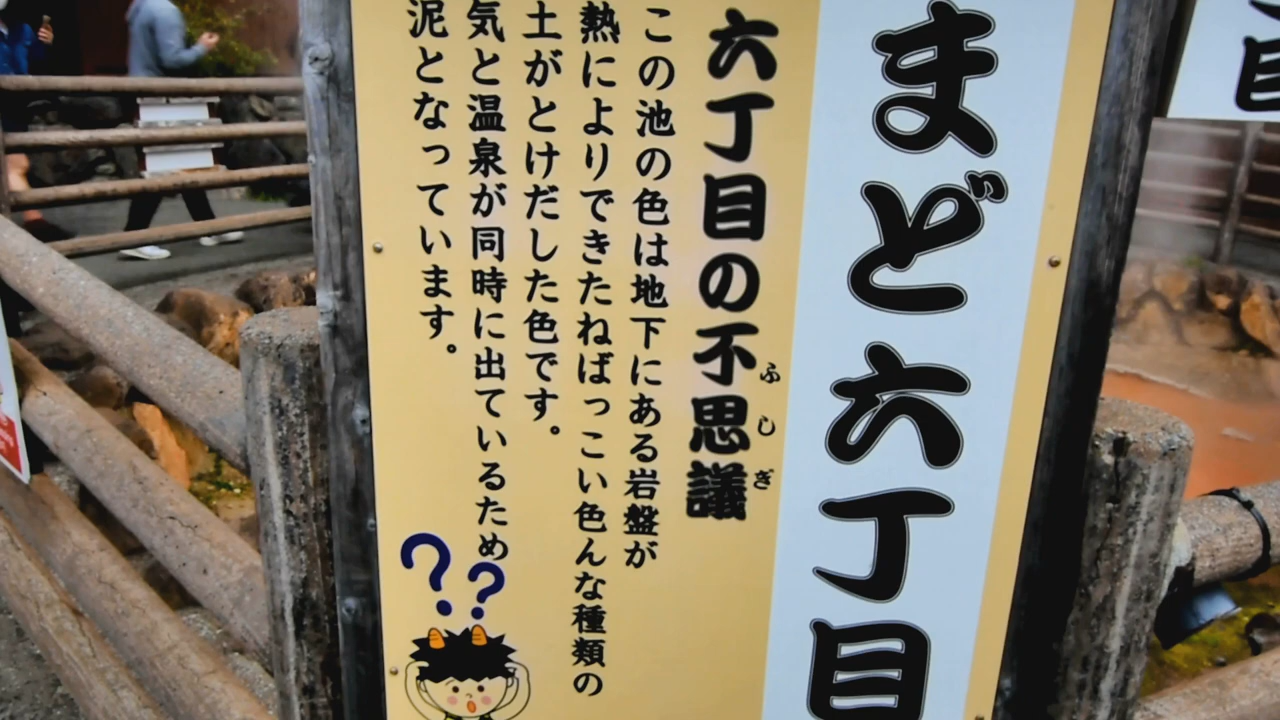 まど六丁目
六丁目の不思議
ふしぎ
この池の色は地下にある岩盤が
熱によりできたねばっこい色んな種類の
土がとけだした色です。
気と温泉が同時に出ているため
泥となっています。
??
目